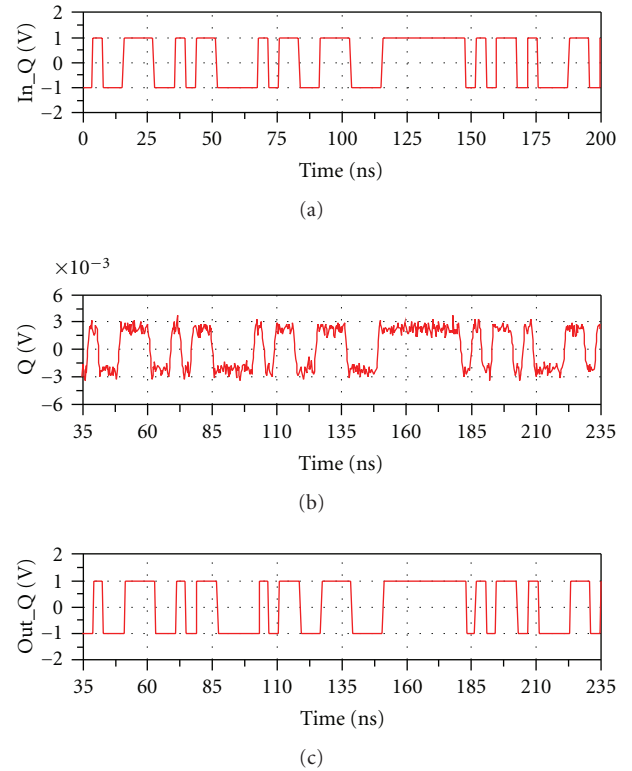 In_Q (V)
2
1
0
−1
−2
0 25 50 75 100 125 150 175 200
Time (ns)
(a)
×10−3
Q (V)
6
3
0
−3
−6
35 60 85 110 135 160 185 210 235
Time (ns)
(b)
Out_Q (V)
2
1
0
−1
−2
35 60 85 110 135 160 185 210 235
Time (ns)
(c)